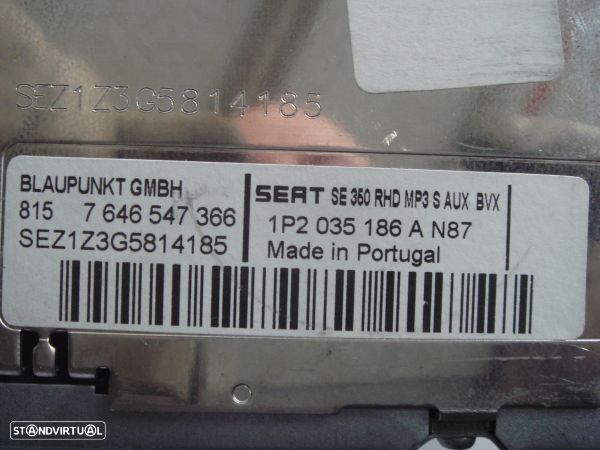 SEZ1Z3G5814185
BLAUPUNKT GMBH
815 7 646 547 366
SEZ1Z3G5814185
SEAT SE 350 RHD MP3 S AUX BVX
1P2 035 186 A N87
Made in Portugal
STANDVIRTUAL